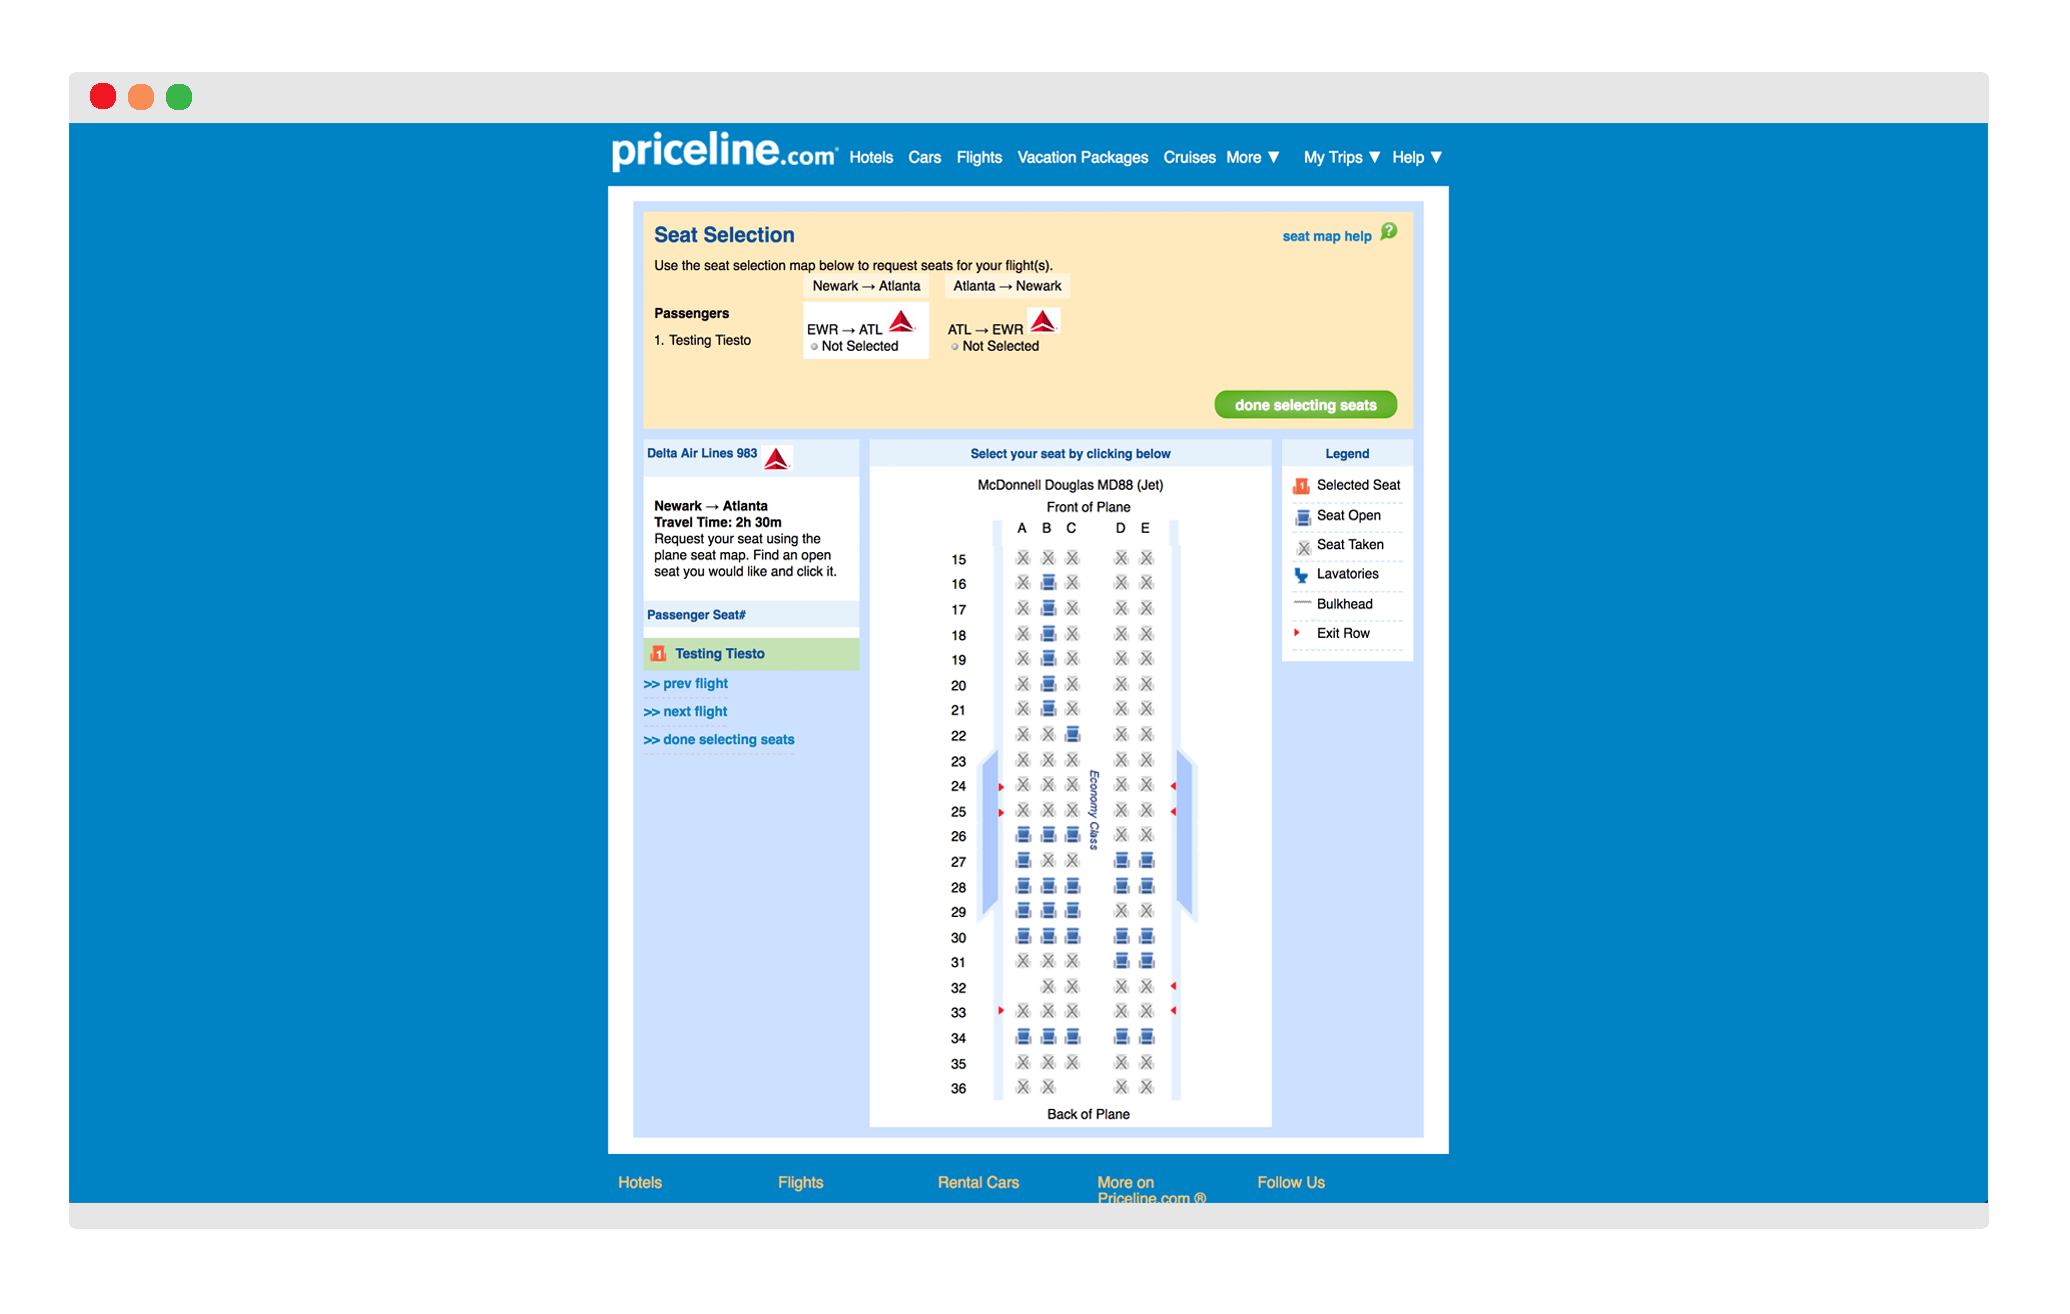 priceline.com Hotels Cars Flights Vacation Packages Cruises More ▼ My Trips ▼ Help ▼
Seat Selection
seat map help ?
Use the seat selection map below to request seats for your flight(s).
Newark → Atlanta Atlanta → Newark
Passengers
EWR → ATL ATL → EWR
1. Testing Tiesto
Not Selected Not Selected
done selecting seats
Delta Air Lines 983
Newark → Atlanta
Travel Time: 2h 30m
Request your seat using the
plane seat map. Find an open
seat you would like and click it.
Passenger Seat#
1 Testing Tiesto
>> prev flight
>> next flight
>> done selecting seats
Select your seat by clicking below
McDonnell Douglas MD88 (Jet)
Front of Plane
A B C D E
15
16
17
18
19
20
21
22
23
24
25
26
27
28
29
30
31
32
33
34
35
36
Economy Class
Back of Plane
Legend
1 Selected Seat
Seat Open
Seat Taken
Lavatories
Bulkhead
Exit Row
Hotels Flights Rental Cars More on Follow Us
Priceline.com ®